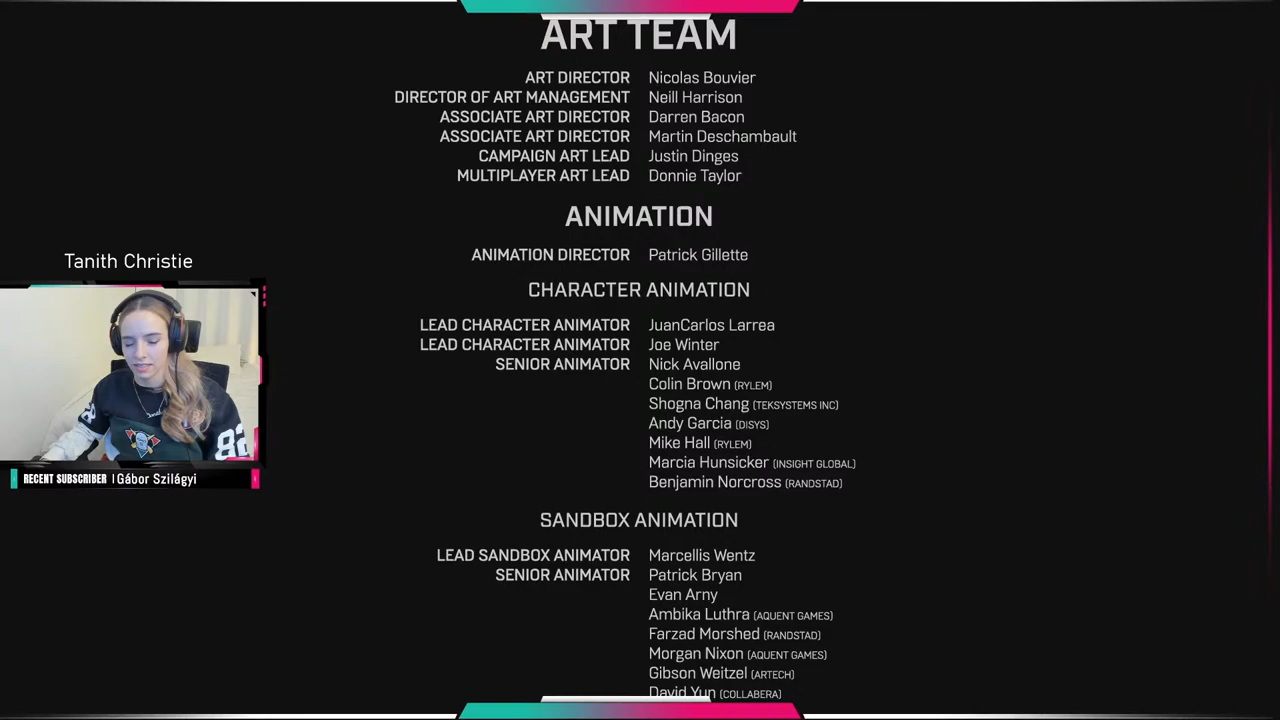 ART TEAM
ART DIRECTOR Nicolas Bouvier
DIRECTOR OF ART MANAGEMENT Neill Harrison
ASSOCIATE ART DIRECTOR Darren Bacon
ASSOCIATE ART DIRECTOR Martin Deschambault
CAMPAIGN ART LEAD Justin Dinges
MULTIPLAYER ART LEAD Donnie Taylor
ANIMATION
ANIMATION DIRECTOR Patrick Gillette
CHARACTER ANIMATION
LEAD CHARACTER ANIMATOR JuanCarlos Larrea
LEAD CHARACTER ANIMATOR Joe Winter
SENIOR ANIMATOR Nick Avallone
Colin Brown (RYLEM)
Shogna Chang (TEKSYSTEMS INC)
Andy Garcia (DISYS)
Mike Hall (RYLEM)
Marcia Hunsicker (INSIGHT GLOBAL)
Benjamin Norcross (RANDSTAD)
SANDBOX ANIMATION
LEAD SANDBOX ANIMATOR Marcellis Wentz
SENIOR ANIMATOR Patrick Bryan
Evan Arny
Ambika Luthra (AQUENT GAMES)
Farzad Morshed (RANDSTAD)
Morgan Nixon (AQUENT GAMES)
Gibson Weitzel (ARTECH)
David Yun (COLLABERA)
Tanith Christie
82
RECENT SUBSCRIBER | Gábor Szilágyi